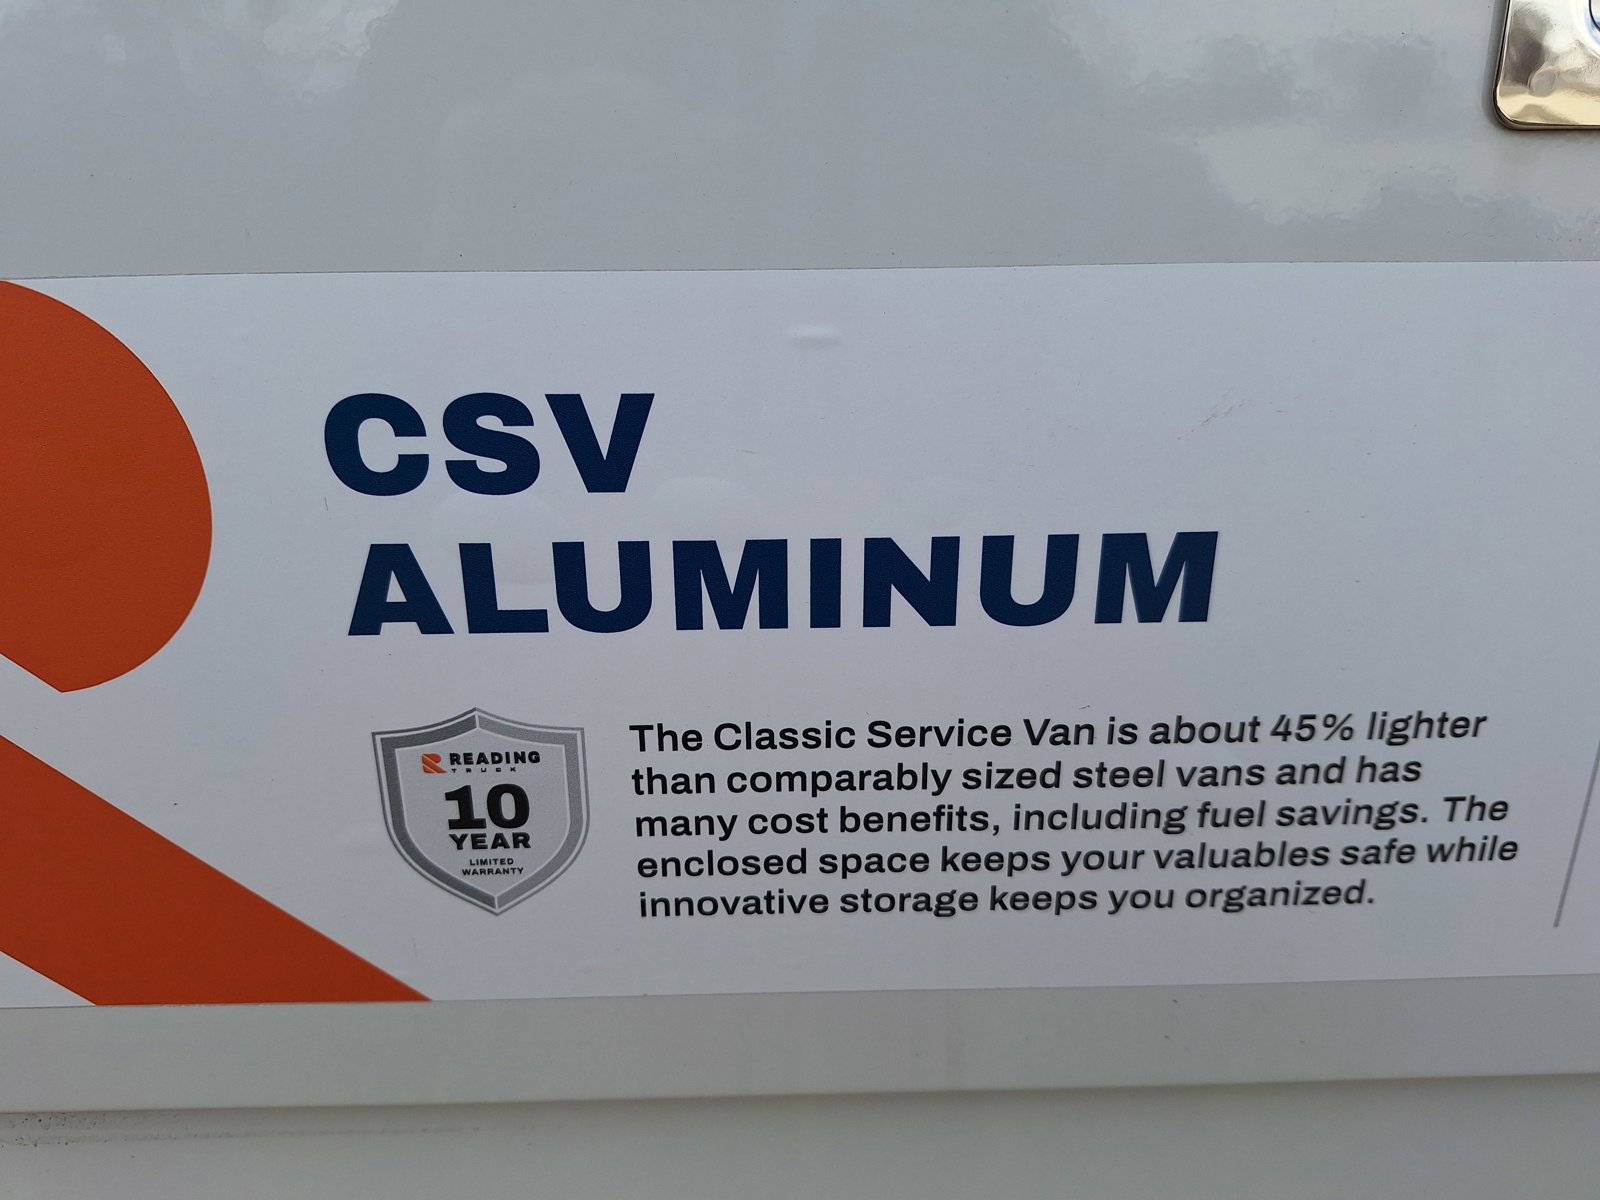 CSV
ALUMINUM
READING
TRUCK
10
YEAR
LIMITED
WARRANTY
The Classic Service Van is about 45% lighter
than comparably sized steel vans and has
many cost benefits, including fuel savings. The
enclosed space keeps your valuables safe while
innovative storage keeps you organized.